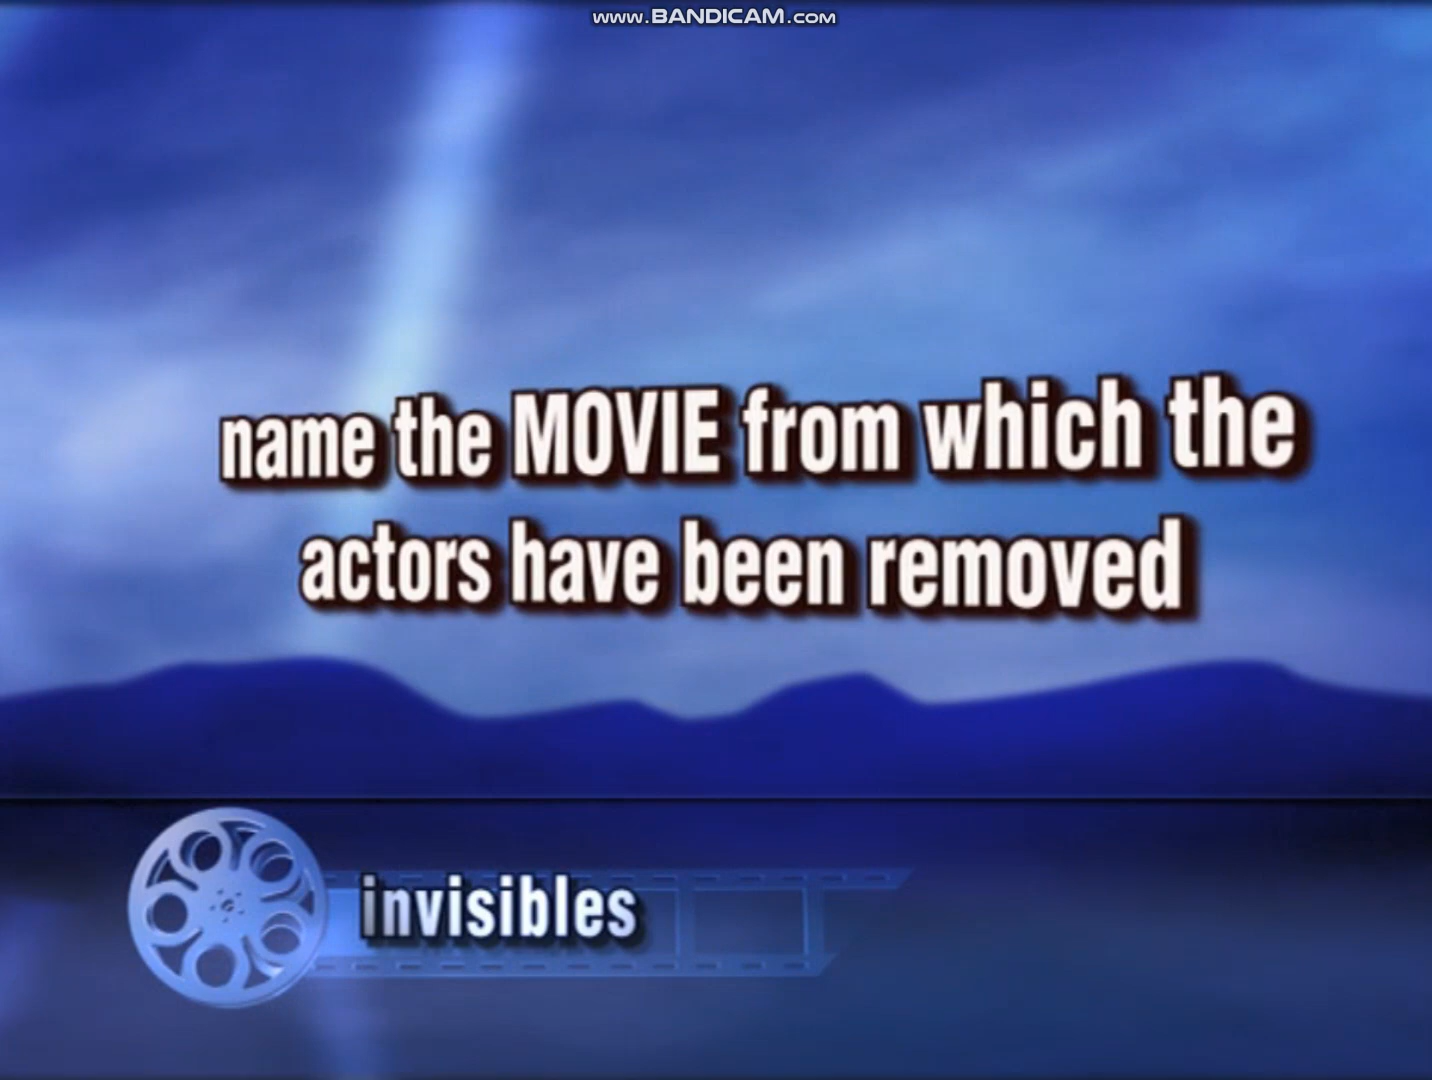 www.BANDICAM.com
name the MOVIE from which the
actors have been removed
invisibles